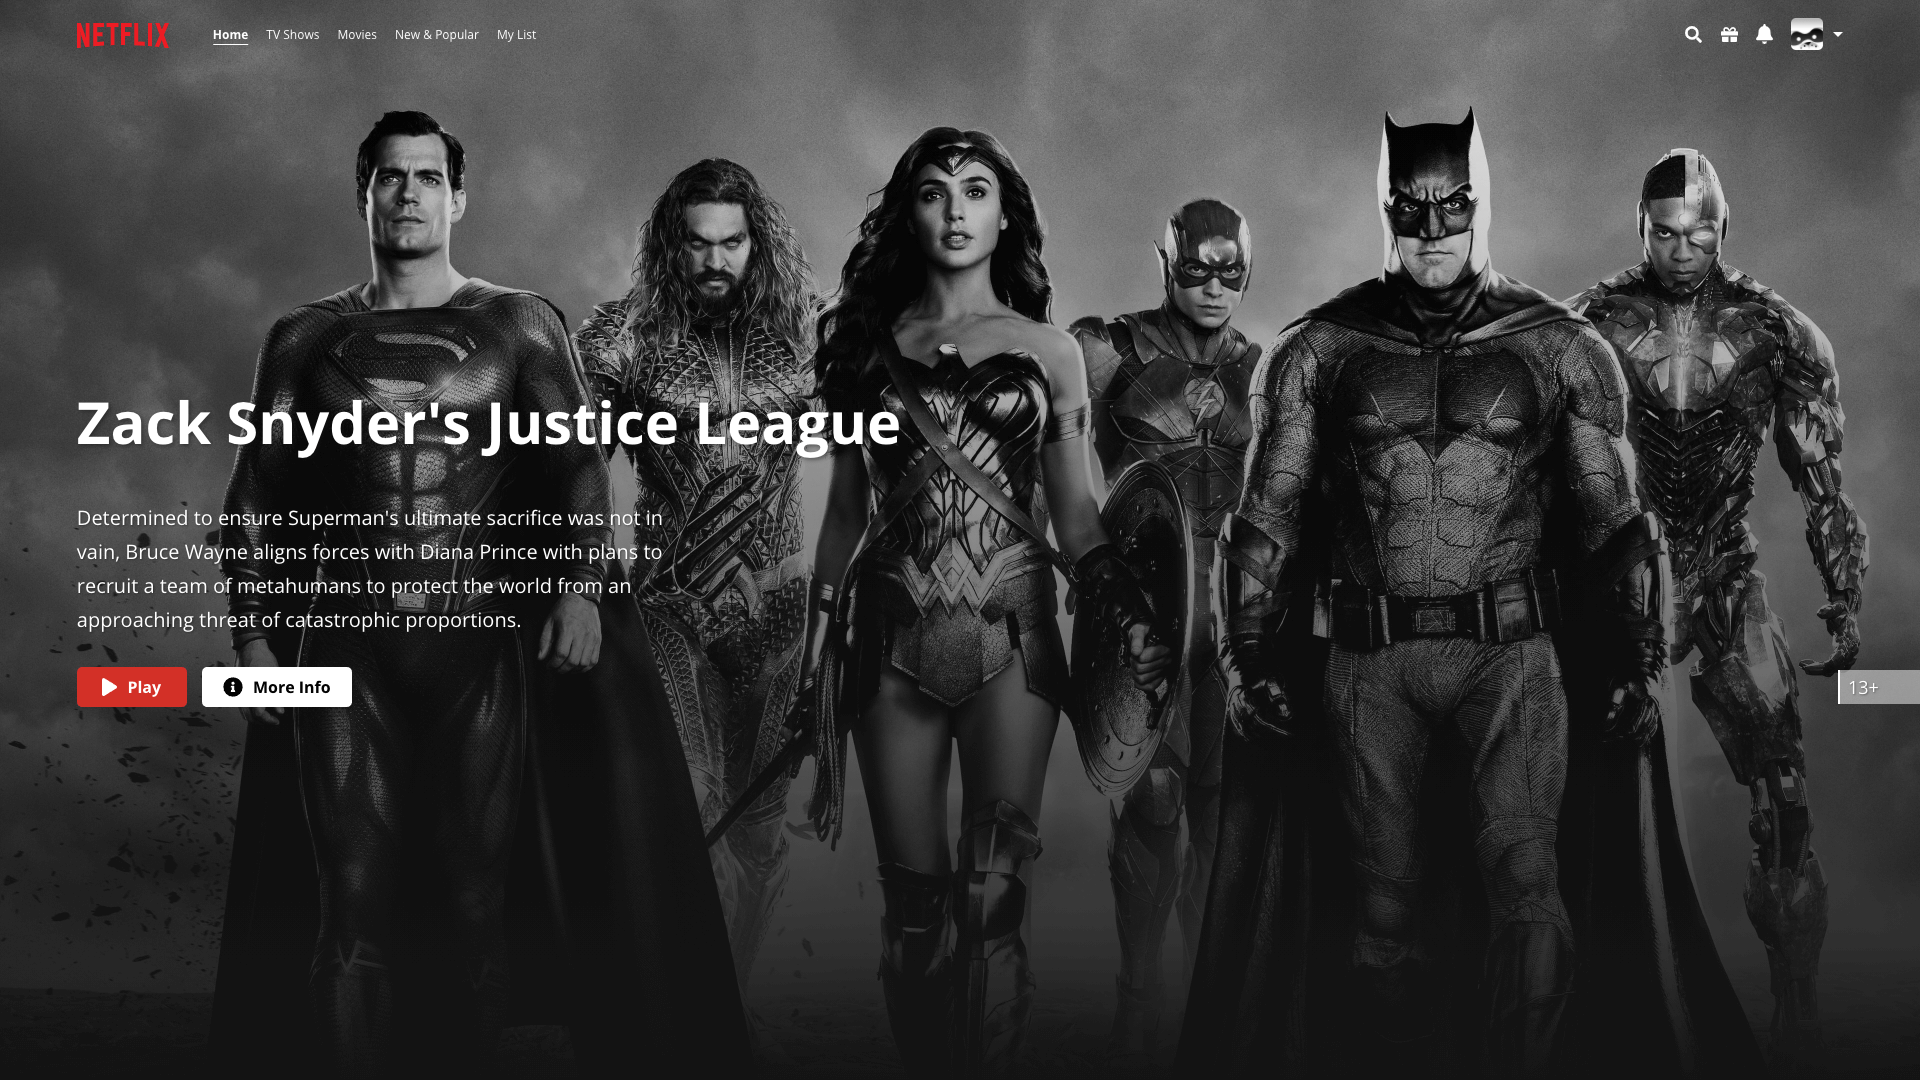 NETFLIX
Home
TV Shows
Movies
New & Popular
My List
Zack Snyder's Justice League
Determined to ensure Superman's ultimate sacrifice was not in
vain, Bruce Wayne aligns forces with Diana Prince with plans to
recruit a team of metahumans to protect the world from an
approaching threat of catastrophic proportions.
Play
More Info
13+